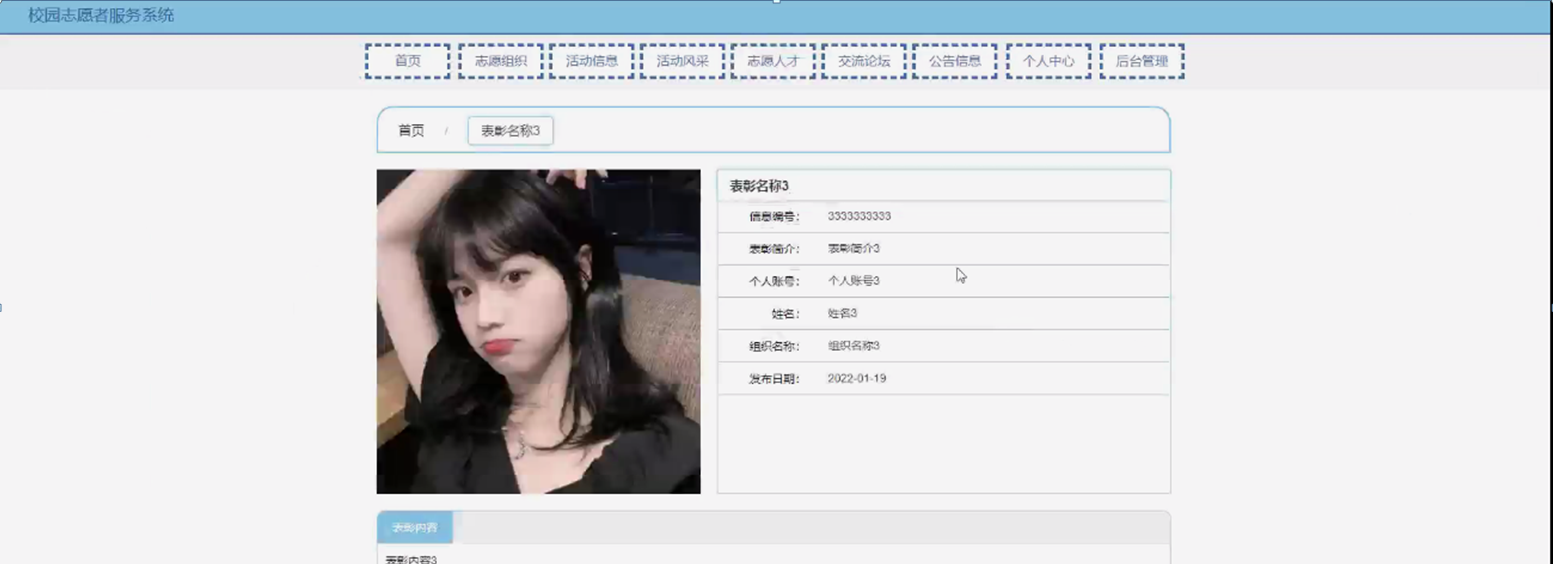 校园志愿者服务系统
首页 志愿组织 活动信息 活动风采 志愿人才 交流论坛 公告信息 个人中心 后台管理
首页 / 表彰名称3
表彰名称3
信息编号： 3333333333
表彰简介： 表彰简介3
个人账号： 个人账号3
姓名： 姓名3
组织名称： 组织名称3
发布日期： 2022-01-19
表彰内容
表彰内容3